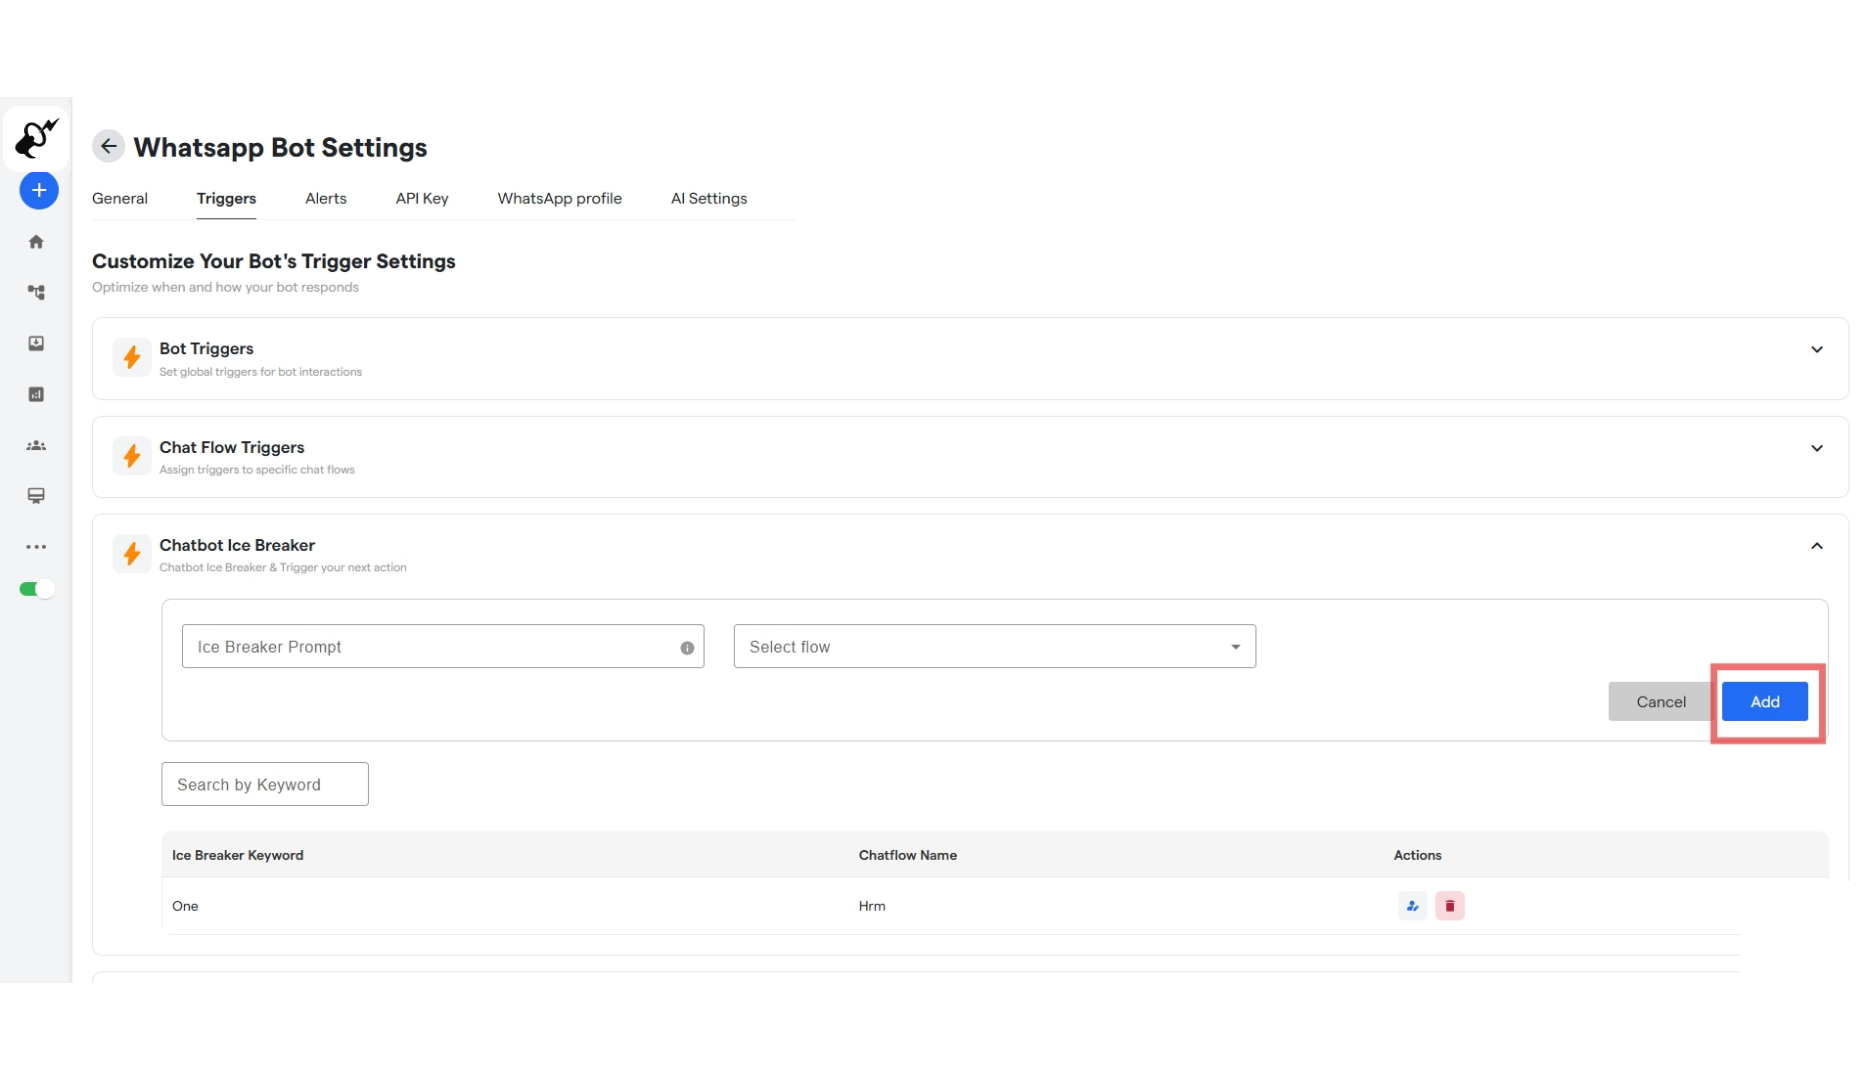 Whatsapp Bot Settings
General Triggers Alerts API Key WhatsApp profile AI Settings
Customize Your Bot's Trigger Settings
Optimize when and how your bot responds
Bot Triggers
Set global triggers for bot interactions
Chat Flow Triggers
Assign triggers to specific chat flows
Chatbot Ice Breaker
Chatbot Ice Breaker & Trigger your next action
Ice Breaker Prompt Select flow
Cancel Add
Search by Keyword
Ice Breaker Keyword Chatflow Name Actions
One Hrm